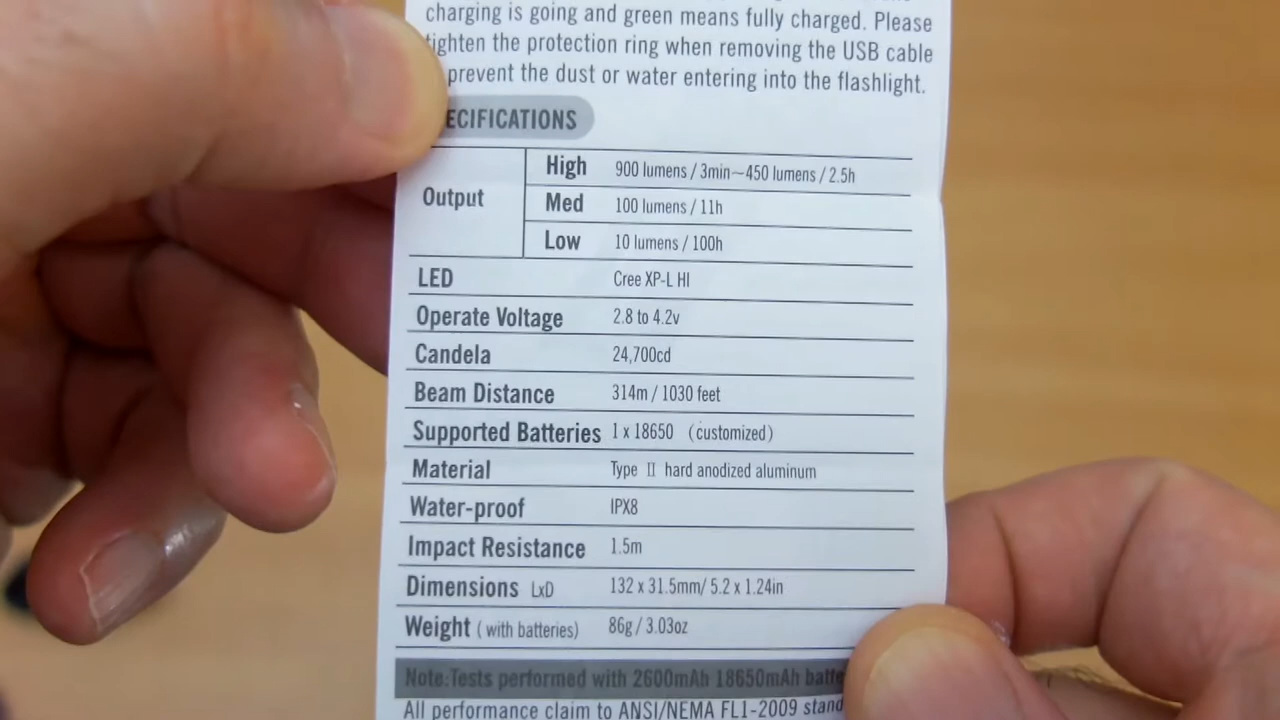 charging is going and green means fully charged. Please
tighten the protection ring when removing the USB cable
prevent the dust or water entering into the flashlight.
ECIFICATIONS
Output
High 900 lumens / 3min~450 lumens / 2.5h
Med 100 lumens / 11h
Low 10 lumens / 100h
LED Cree XP-L HI
Operate Voltage 2.8 to 4.2v
Candela 24,700cd
Beam Distance 314m / 1030 feet
Supported Batteries 1 x 18650 (customized)
Material Type II hard anodized aluminum
Water-proof IPX8
Impact Resistance 1.5m
Dimensions LxD 132 x 31.5mm/ 5.2 x 1.24in
Weight ( with batteries) 86g / 3.03oz
Note:Tests performed with 2600mAh 18650mAh batte
All performance claim to ANSI/NEMA FL1-2009 stand